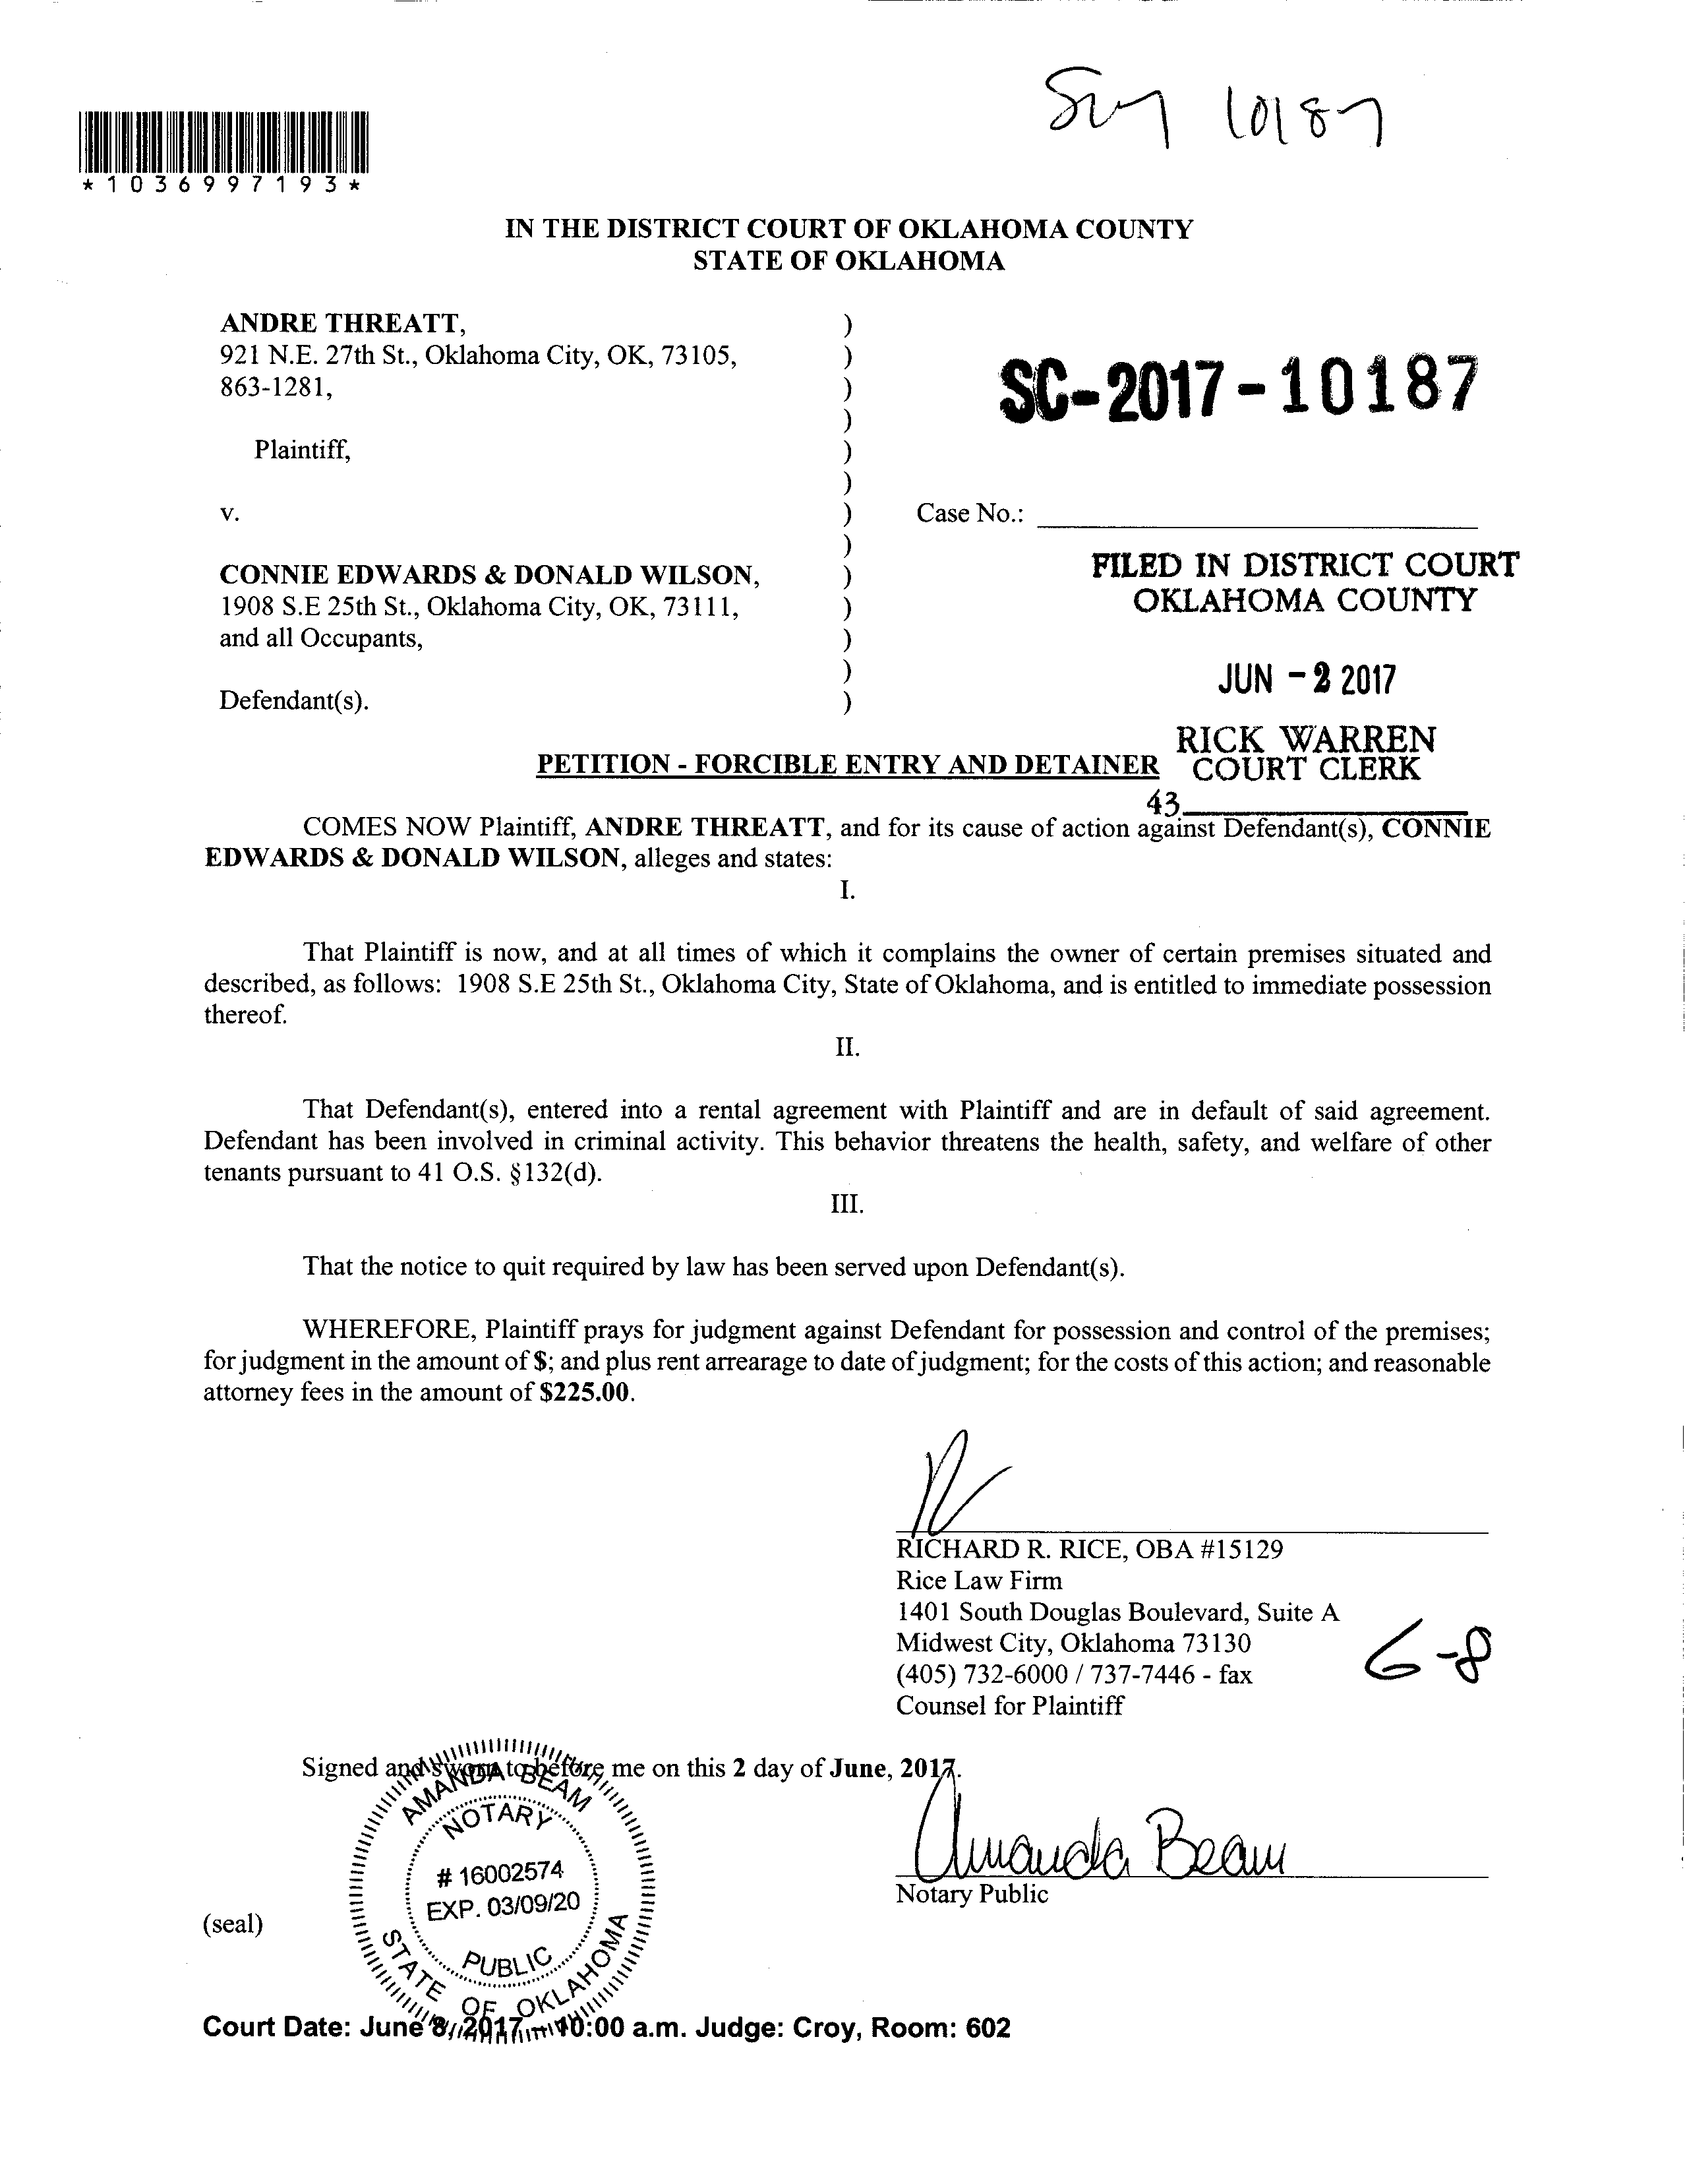 10187
*1036997193*
IN THE DISTRICT COURT OF OKLAHOMA COUNTY
STATE OF OKLAHOMA
ANDRE THREATT, )
921 N.E. 27th St., Oklahoma City, OK, 73105, )
863-1281, )
)
Plaintiff, )
)
v. )
)
CONNIE EDWARDS & DONALD WILSON, )
1908 S.E 25th St., Oklahoma City, OK, 73111, )
and all Occupants, )
)
Defendant(s). )
SC-2017-10187
Case No.:
FILED IN DISTRICT COURT
OKLAHOMA COUNTY
JUN -2 2017
RICK WARREN
COURT CLERK
43
PETITION - FORCIBLE ENTRY AND DETAINER
COMES NOW Plaintiff, ANDRE THREATT, and for its cause of action against Defendant(s), CONNIE
EDWARDS & DONALD WILSON, alleges and states:
I.
That Plaintiff is now, and at all times of which it complains the owner of certain premises situated and
described, as follows: 1908 S.E 25th St., Oklahoma City, State of Oklahoma, and is entitled to immediate possession
thereof.
II.
That Defendant(s), entered into a rental agreement with Plaintiff and are in default of said agreement.
Defendant has been involved in criminal activity. This behavior threatens the health, safety, and welfare of other
tenants pursuant to 41 O.S. §132(d).
III.
That the notice to quit required by law has been served upon Defendant(s).
WHEREFORE, Plaintiff prays for judgment against Defendant for possession and control of the premises;
for judgment in the amount of $; and plus rent arrearage to date of judgment; for the costs of this action; and reasonable
attorney fees in the amount of $225.00.
RICHARD R. RICE, OBA #15129
Rice Law Firm
1401 South Douglas Boulevard, Suite A
Midwest City, Oklahoma 73130
(405) 732-6000 / 737-7446 - fax
Counsel for Plaintiff
6-8
Signed and sworn to before me on this 2 day of June, 2017.
Amanda Beam
Notary Public
(seal)
AMANDA BEAM
NOTARY
# 16002574
EXP. 03/09/20
PUBLIC
STATE OF OKLAHOMA
Court Date: June 8, 2017 - 10:00 a.m. Judge: Croy, Room: 602